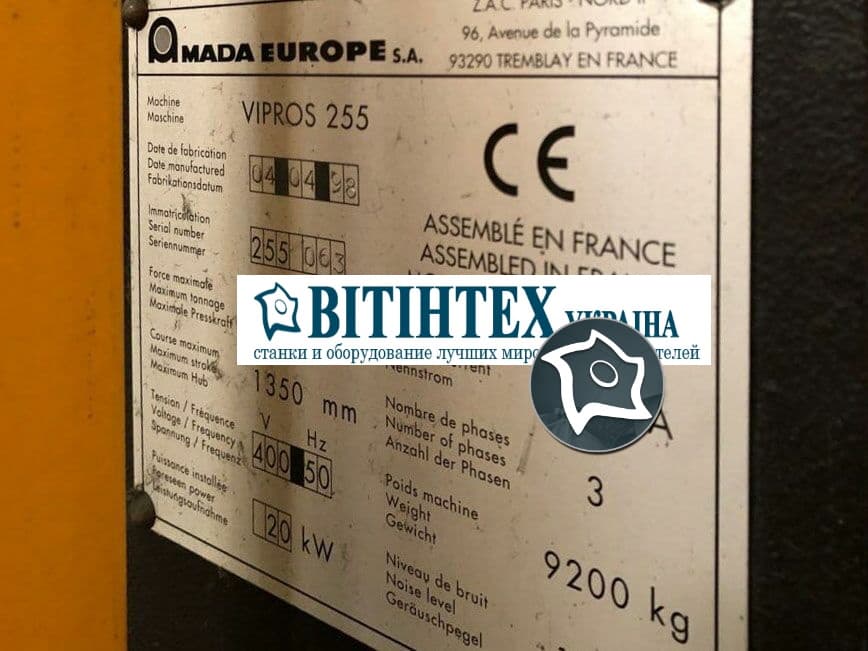 Z.A.C. PARIS - NORD II
96, Avenue de la Pyramide
93290 TREMBLAY EN FRANCE
AMADA EUROPE S.A.
Machine
Maschine
VIPROS 255
Date de fabrication
Date manufactured
Fabrikationsdatum
04 04 98
CE
Immatriculation
Serial number
Seriennummer
255 063
ASSEMBLÉ EN FRANCE
ASSEMBLED IN FRA
Force maximale
Maximum tonnage
Maximale Presskraft
ВІТІНТЕХ УКРАЇНА
станки и оборудование лучших миро телей
Course maximum
Maximum stroke
Maximum Hub
1350 mm
Nennstrom
A
Tension / Fréquence
Voltage / Frequency
Spannung / Frequenz
V Hz
400 50
Nombre de phases
Number of phases
Anzahl der Phasen
3
Puissance installée
Foreseen power
Leistungsaufnahme
20 kW
Poids machine
Weight
Gewicht
9200 kg
Niveau de bruit
Noise level
Geräuschpegel